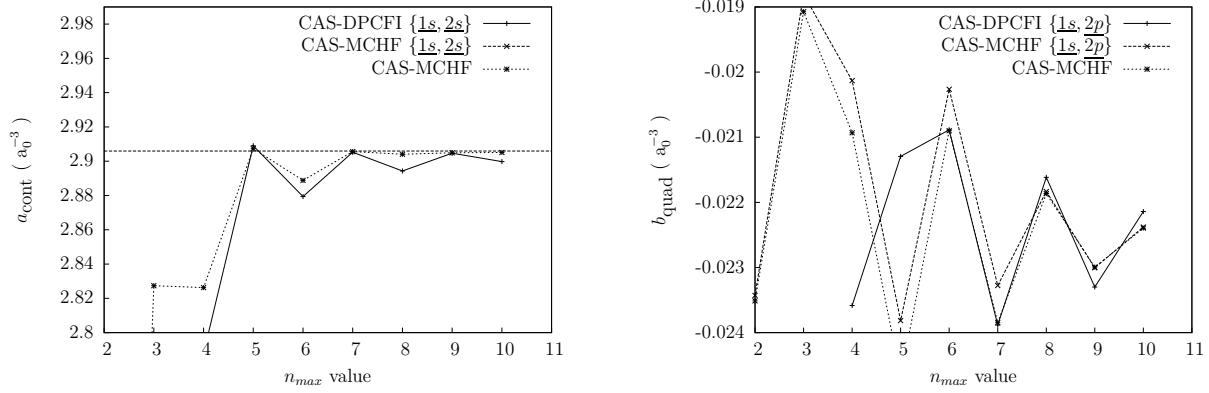 CAS-DPCFI {1s, 2s}
CAS-MCHF {1s, 2s}
CAS-MCHF
2.98
2.96
2.94
2.92
2.9
2.88
2.86
2.84
2.82
2.8
a_cont ( a_0^{-3} )
2 3 4 5 6 7 8 9 10 11
n_max value
CAS-DPCFI {1s, 2p}
CAS-MCHF {1s, 2p}
CAS-MCHF
-0.019
-0.02
-0.021
-0.022
-0.023
-0.024
b_quad ( a_0^{-3} )
2 3 4 5 6 7 8 9 10 11
n_max value